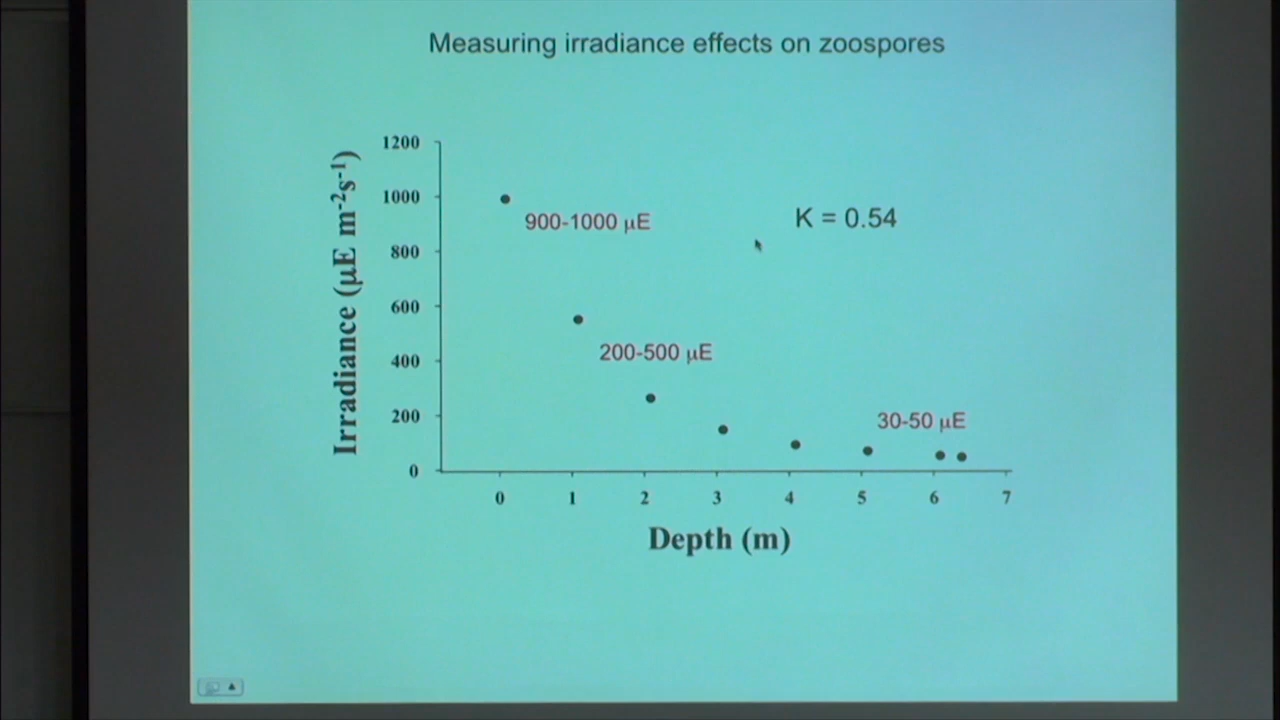 Measuring irradiance effects on zoospores
Irradiance (µE m-2s-1)
1200
1000
800
600
400
200
0
900-1000 µE
K = 0.54
200-500 µE
30-50 µE
0 1 2 3 4 5 6 7
Depth (m)